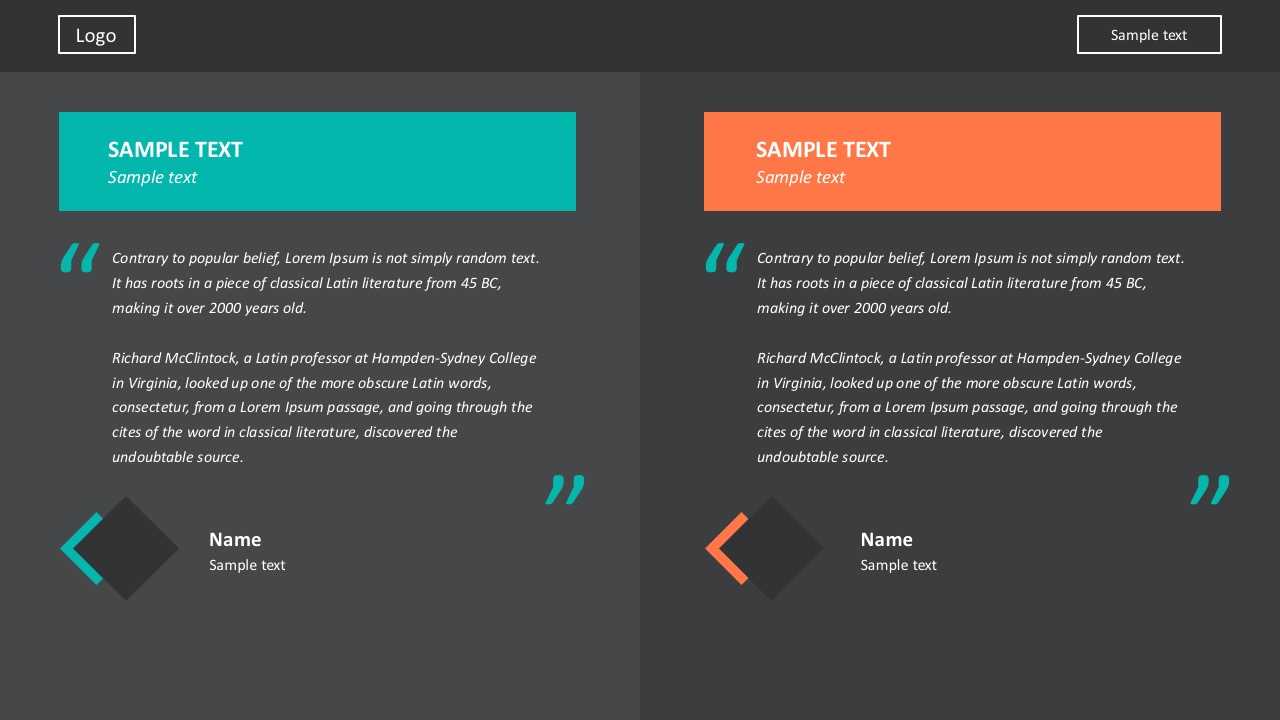 Logo
Sample text
SAMPLE TEXT
Sample text
“
Contrary to popular belief, Lorem Ipsum is not simply random text.
It has roots in a piece of classical Latin literature from 45 BC,
making it over 2000 years old.
Richard McClintock, a Latin professor at Hampden-Sydney College
in Virginia, looked up one of the more obscure Latin words,
consectetur, from a Lorem Ipsum passage, and going through the
cites of the word in classical literature, discovered the
undoubtable source.
”
Name
Sample text
SAMPLE TEXT
Sample text
“
Contrary to popular belief, Lorem Ipsum is not simply random text.
It has roots in a piece of classical Latin literature from 45 BC,
making it over 2000 years old.
Richard McClintock, a Latin professor at Hampden-Sydney College
in Virginia, looked up one of the more obscure Latin words,
consectetur, from a Lorem Ipsum passage, and going through the
cites of the word in classical literature, discovered the
undoubtable source.
”
Name
Sample text